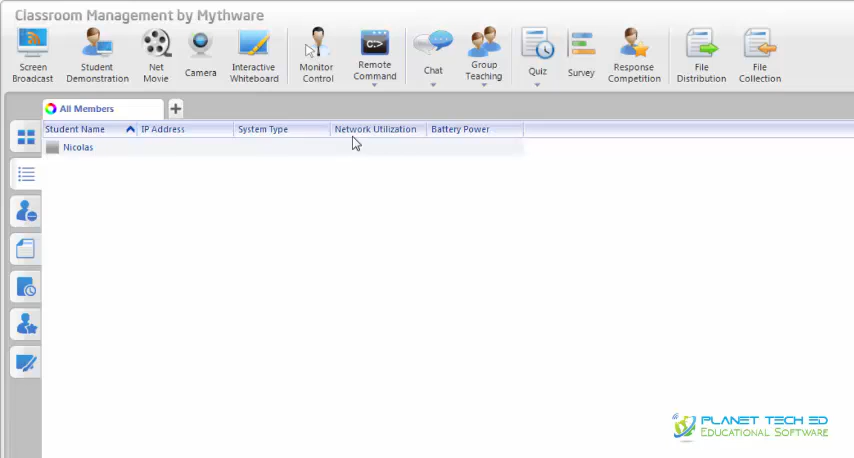 Classroom Management by Mythware
Screen Broadcast
Student Demonstration
Net Movie
Camera
Interactive Whiteboard
Monitor Control
Remote Command
Chat
Group Teaching
Quiz
Survey
Response Competition
File Distribution
File Collection
All Members
Student Name IP Address System Type Network Utilization Battery Power
Nicolas
PLANET TECH ED
EDUCATIONAL SOFTWARE